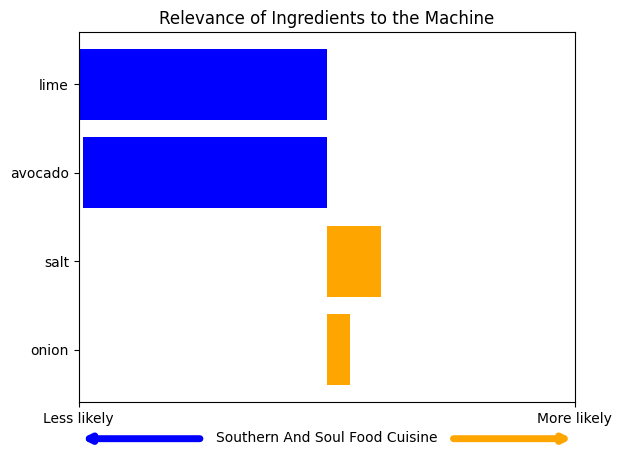 Relevance of Ingredients to the Machine
lime
avocado
salt
onion
Less likely
More likely
Southern And Soul Food Cuisine